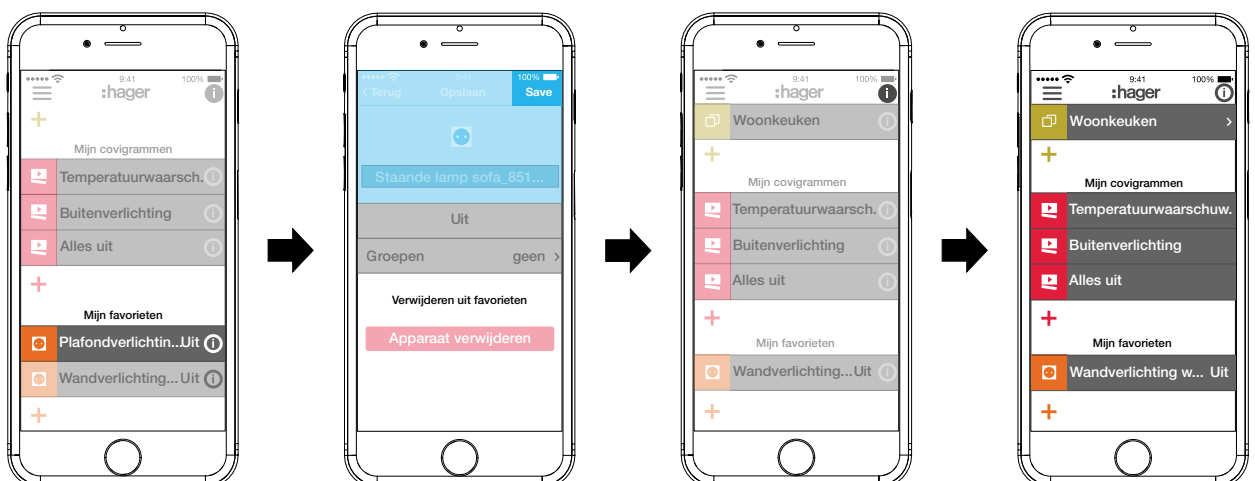 9:41 100%
:hager
Mijn covigrammen
Temperatuurwaarsch.
Buitenverlichting
Alles uit
Mijn favorieten
Plafondverlichtin...Uit
Wandverlichting...Uit
9:41 100%
< Terug Opslaan Save
Staande lamp sofa_851...
Uit
Groepen geen >
Verwijderen uit favorieten
Apparaat verwijderen
9:41 100%
:hager
Woonkeuken
Mijn covigrammen
Temperatuurwaarsch.
Buitenverlichting
Alles uit
Mijn favorieten
Wandverlichting...Uit
9:41 100%
:hager
Woonkeuken >
Mijn covigrammen
Temperatuurwaarschuw.
Buitenverlichting
Alles uit
Mijn favorieten
Wandverlichting w... Uit